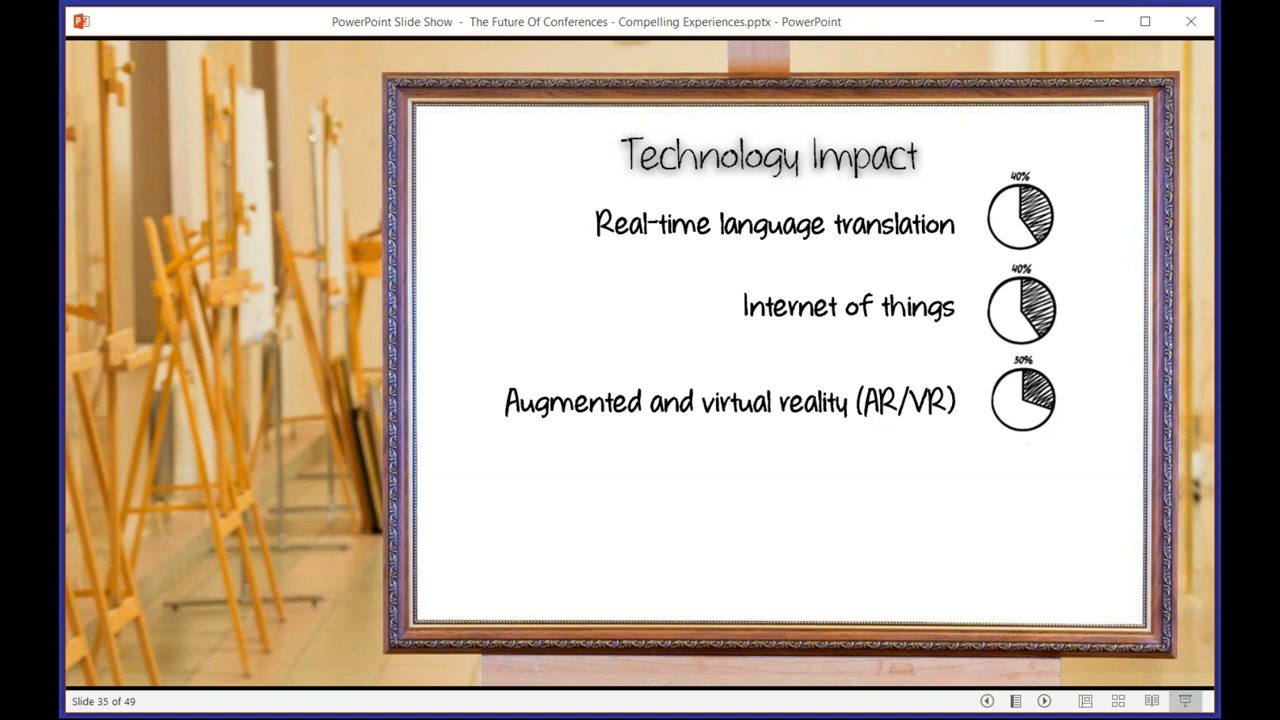 PowerPoint Slide Show - The Future Of Conferences - Compelling Experiences.pptx - PowerPoint
Technology Impact
40%
Real-time language translation
40%
Internet of things
30%
Augmented and virtual reality (AR/VR)
Slide 35 of 49